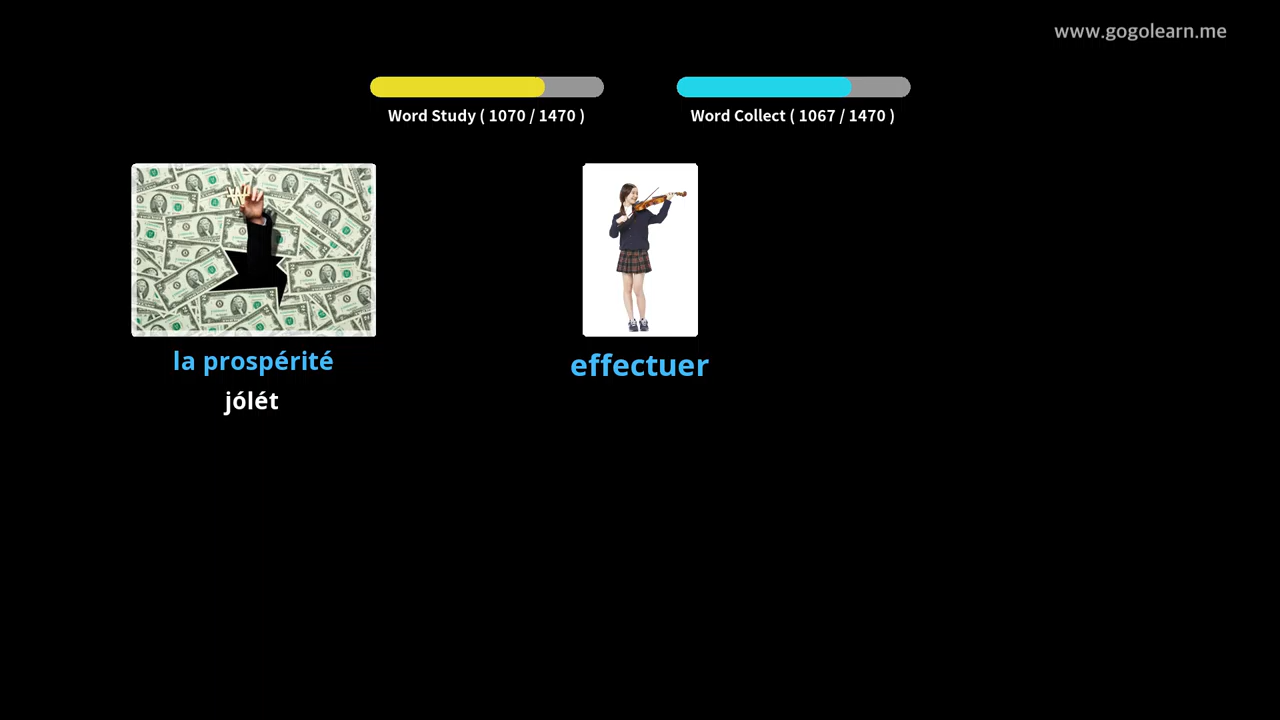 www.gogolearn.me
Word Study ( 1070 / 1470 )
Word Collect ( 1067 / 1470 )
la prospérité
jólét
effectuer